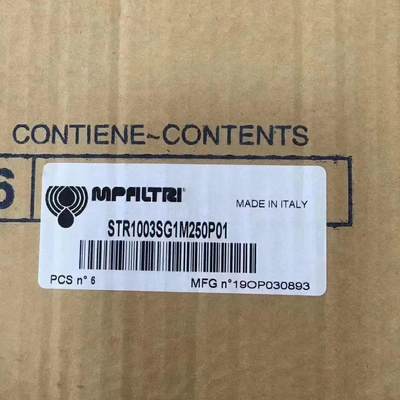 CONTIENE~CONTENTS
6
MPFILTRI®
MADE IN ITALY
STR1003SG1M250P01
PCS n° 6
MFG n°19OP030893